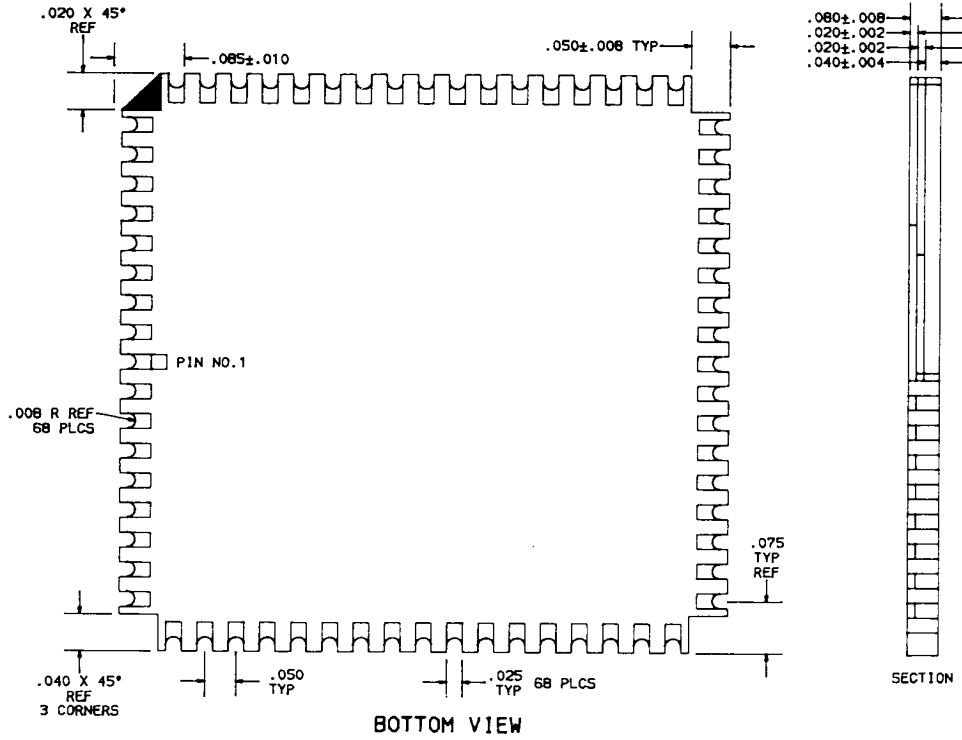 .020 X 45°
REF
.085±.010
.050±.008 TYP
.080±.008
.020±.002
.020±.002
.040±.004
PIN NO.1
.008 R REF
68 PLCS
.075
TYP
REF
.040 X 45°
REF
3 CORNERS
.050
TYP
.025
TYP 68 PLCS
SECTION
BOTTOM VIEW